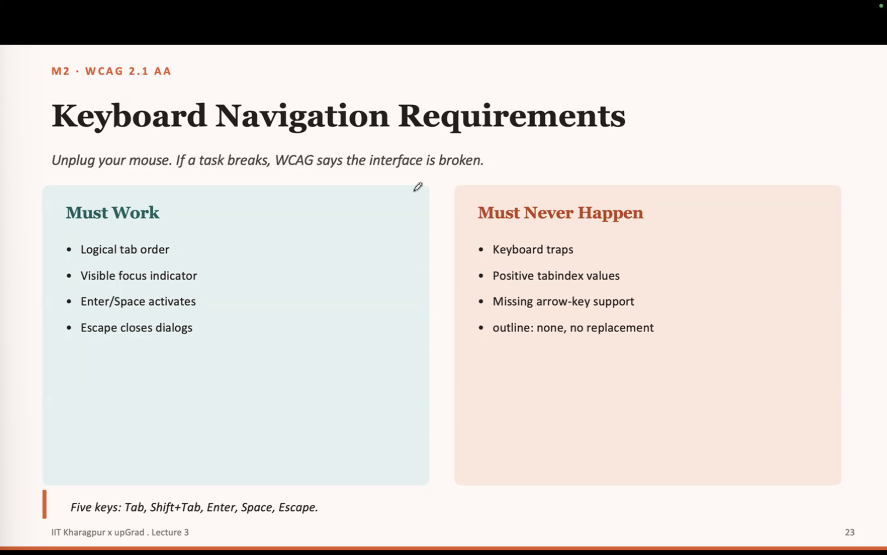 M2 · WCAG 2.1 AA
Keyboard Navigation Requirements
Unplug your mouse. If a task breaks, WCAG says the interface is broken.
Must Work
• Logical tab order
• Visible focus indicator
• Enter/Space activates
• Escape closes dialogs
Must Never Happen
• Keyboard traps
• Positive tabindex values
• Missing arrow-key support
• outline: none, no replacement
Five keys: Tab, Shift+Tab, Enter, Space, Escape.
IIT Kharagpur x upGrad . Lecture 3
23